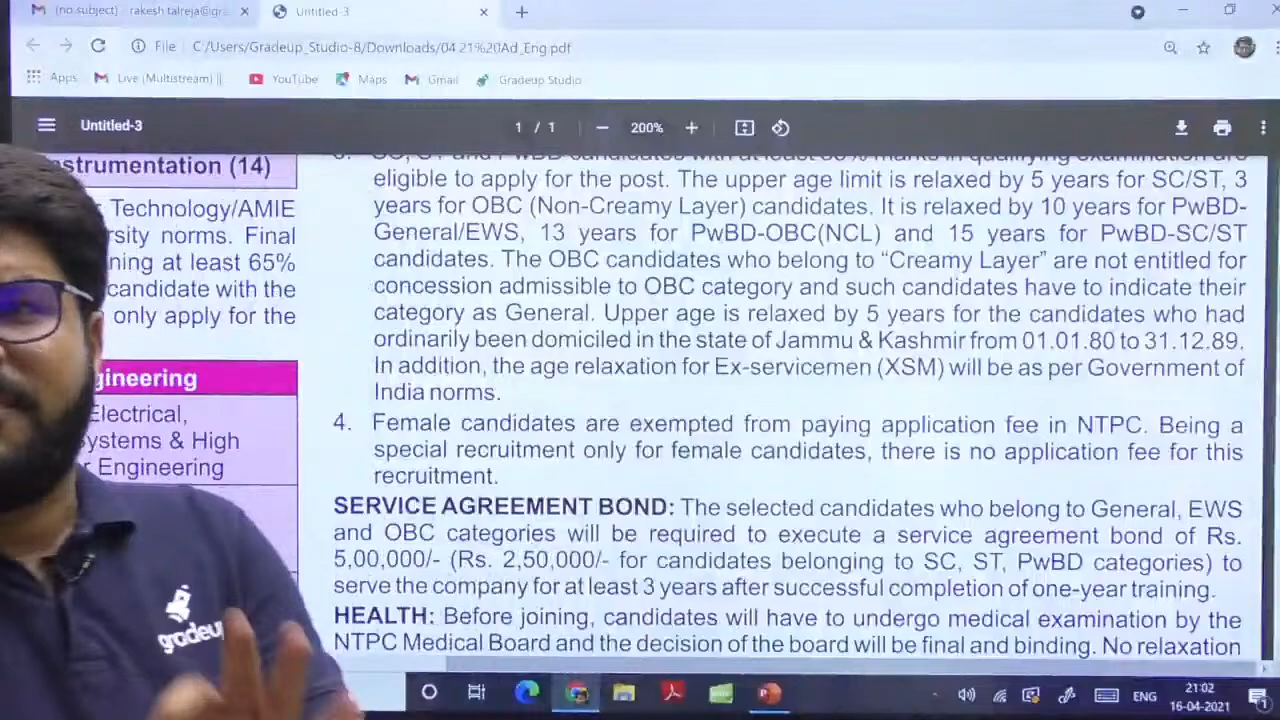 (no subject) - rakesh.talreja@gr
Untitled-3
File
C:/Users/Gradeup_Studio-8/Downloads/04.21%20Ad_Eng.pdf
Apps
Live (Multistream) ||
YouTube
Maps
Gmail
Gradeup Studio
Untitled-3
1 / 1
200%
nstrumentation (14)
Technology/AMIE
rsity norms. Final
ning at least 65%
candidate with the
only apply for the
gineering
Electrical,
Systems & High
r Engineering
eligible to apply for the post. The upper age limit is relaxed by 5 years for SC/ST, 3
years for OBC (Non-Creamy Layer) candidates. It is relaxed by 10 years for PwBD-
General/EWS, 13 years for PwBD-OBC(NCL) and 15 years for PwBD-SC/ST
candidates. The OBC candidates who belong to “Creamy Layer” are not entitled for
concession admissible to OBC category and such candidates have to indicate their
category as General. Upper age is relaxed by 5 years for the candidates who had
ordinarily been domiciled in the state of Jammu & Kashmir from 01.01.80 to 31.12.89.
In addition, the age relaxation for Ex-servicemen (XSM) will be as per Government of
India norms.
4. Female candidates are exempted from paying application fee in NTPC. Being a
special recruitment only for female candidates, there is no application fee for this
recruitment.
SERVICE AGREEMENT BOND: The selected candidates who belong to General, EWS
and OBC categories will be required to execute a service agreement bond of Rs.
5,00,000/- (Rs. 2,50,000/- for candidates belonging to SC, ST, PwBD categories) to
serve the company for at least 3 years after successful completion of one-year training.
HEALTH: Before joining, candidates will have to undergo medical examination by the
NTPC Medical Board and the decision of the board will be final and binding. No relaxation
gradeup
ENG
21:02
16-04-2021